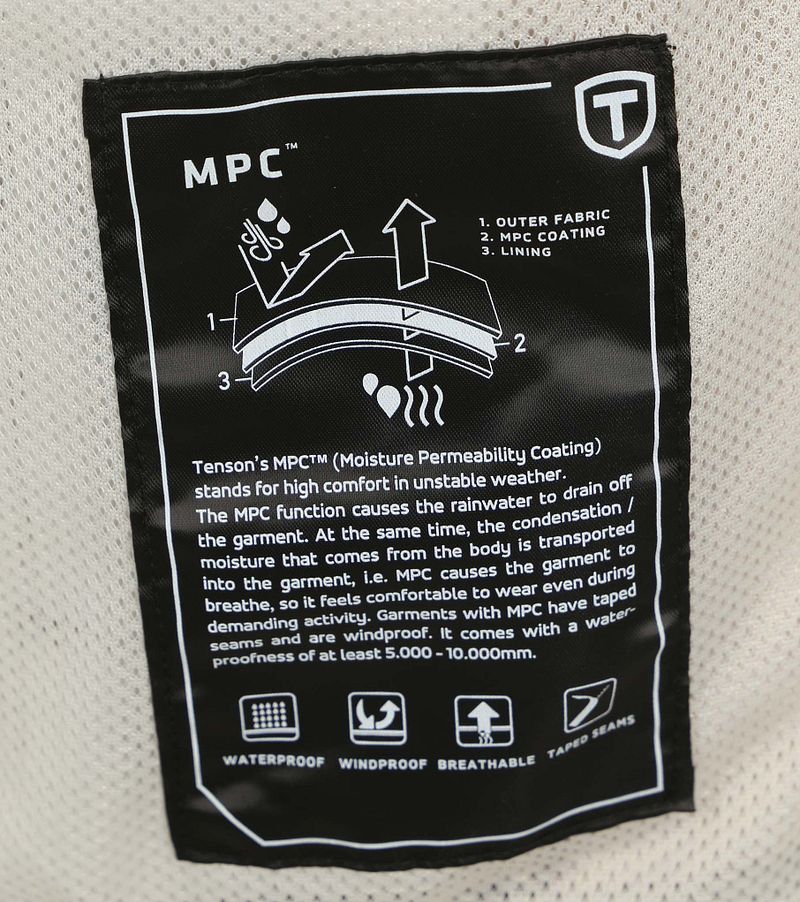 T
MPC™
1. OUTER FABRIC
2. MPC COATING
3. LINING
1
2
3
Tenson's MPC™ (Moisture Permeability Coating)
stands for high comfort in unstable weather.
The MPC function causes the rainwater to drain off
the garment. At the same time, the condensation /
moisture that comes from the body is transported
into the garment, i.e. MPC causes the garment to
breathe, so it feels comfortable to wear even during
demanding activity. Garments with MPC have taped
seams and are windproof. It comes with a water-
proofness of at least 5.000 - 10.000mm.
WATERPROOF WINDPROOF BREATHABLE TAPED SEAMS